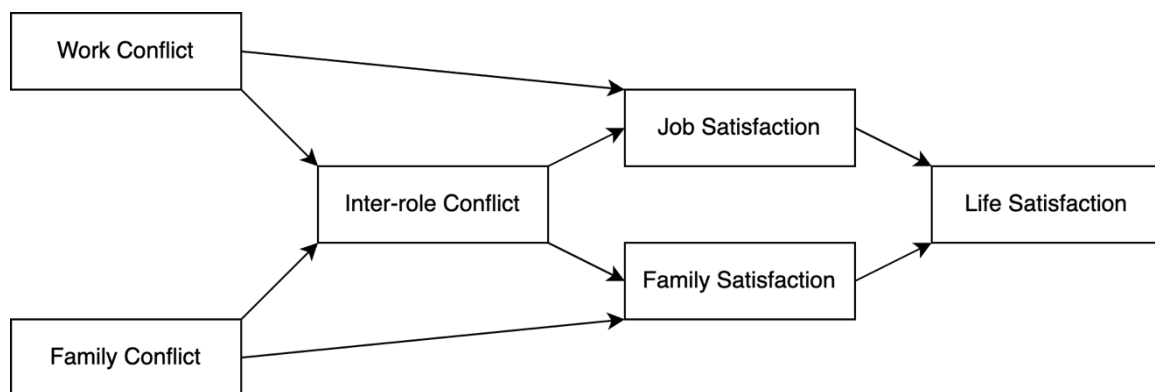 Work Conflict
Job Satisfaction
Inter-role Conflict
Life Satisfaction
Family Satisfaction
Family Conflict